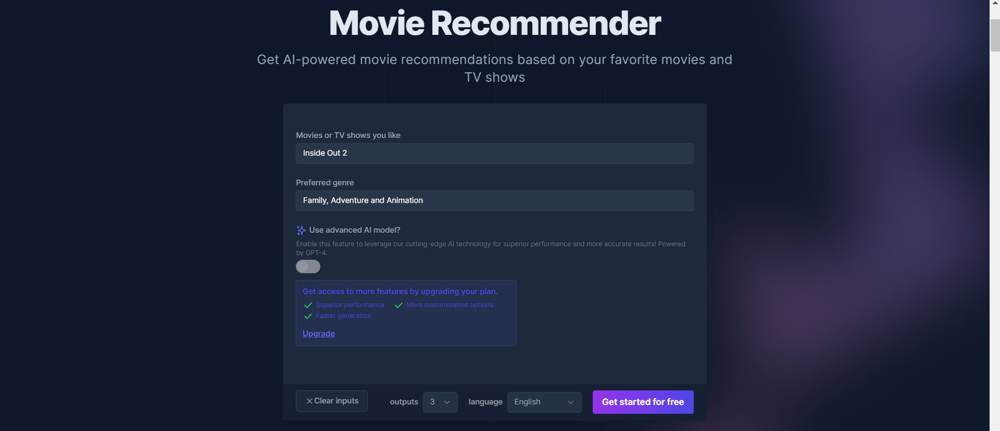 Movie Recommender
Get AI-powered movie recommendations based on your favorite movies and
TV shows
Movies or TV shows you like
Inside Out 2
Preferred genre
Family, Adventure and Animation
Use advanced AI model?
Enable this feature to leverage our cutting-edge AI technology for superior performance and more accurate results! Powered
by GPT-4.
Get access to more features by upgrading your plan.
Superior performance More customization options
Faster generation
Upgrade
Clear inputs outputs 3 language English Get started for free